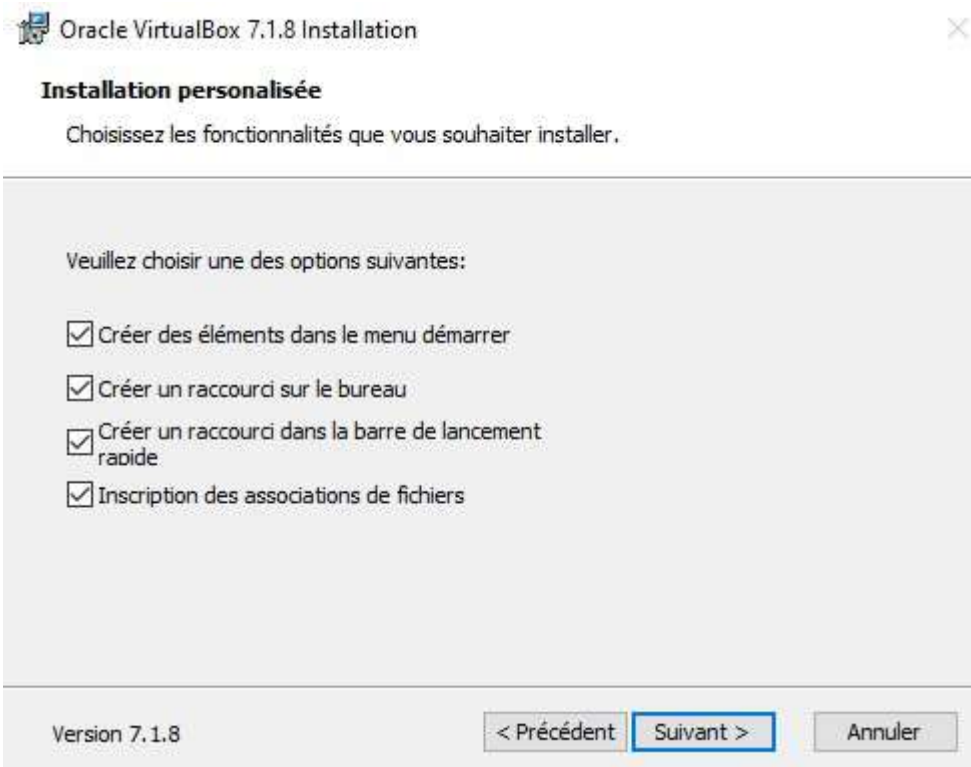 Oracle VirtualBox 7.1.8 Installation
Installation personalisée
Choisissez les fonctionnalités que vous souhaiter installer.
Veuillez choisir une des options suivantes:
Créer des éléments dans le menu démarrer
Créer un raccourci sur le bureau
Créer un raccourci dans la barre de lancement
rapide
Inscription des associations de fichiers
Version 7.1.8
< Précédent
Suivant >
Annuler